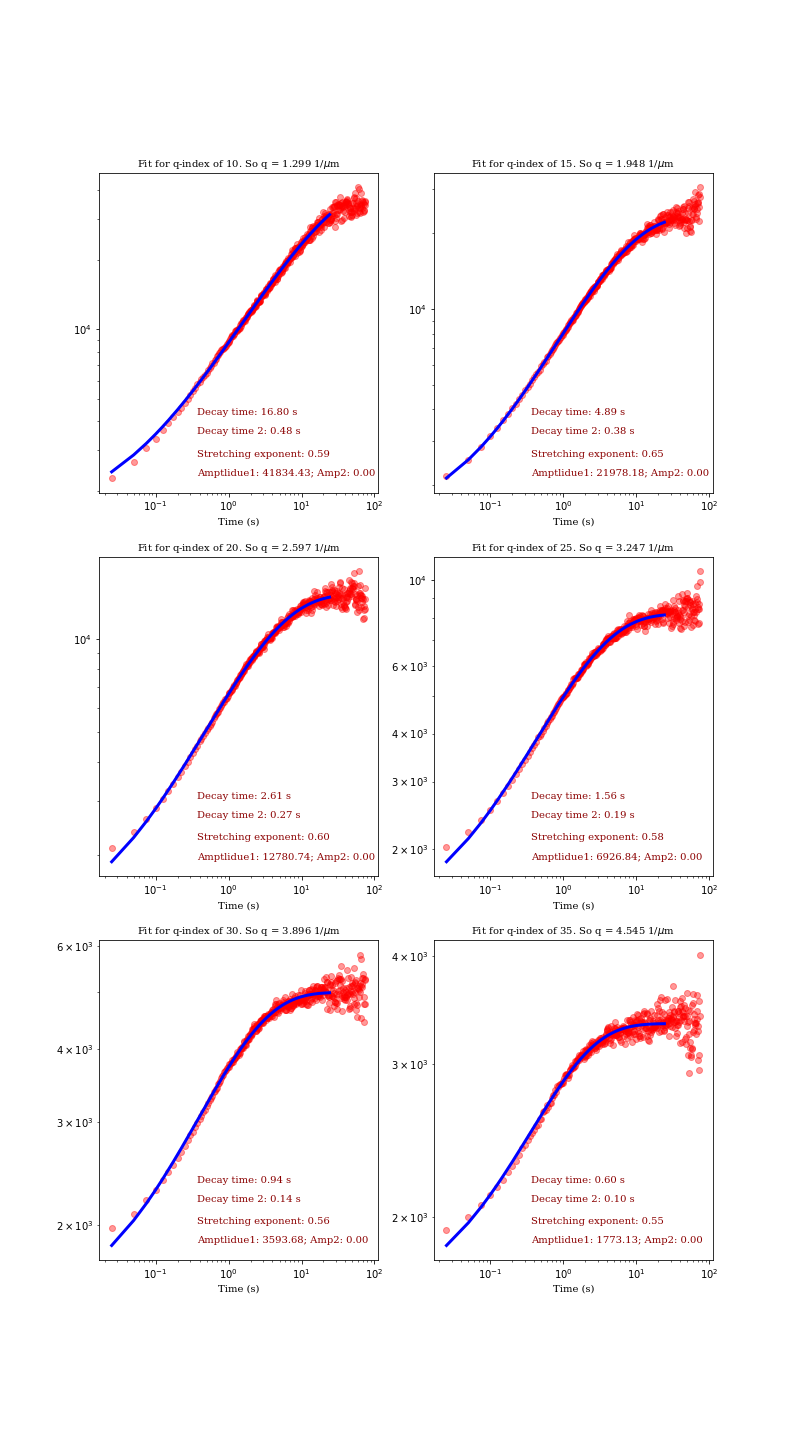 Fit for q-index of 10. So q = 1.299 1/μm
10⁴
Decay time: 16.80 s
Decay time 2: 0.48 s
Stretching exponent: 0.59
Amptlidue1: 41834.43; Amp2: 0.00
10⁻¹ 10⁰ 10¹ 10²
Time (s)
Fit for q-index of 15. So q = 1.948 1/μm
10⁴
Decay time: 4.89 s
Decay time 2: 0.38 s
Stretching exponent: 0.65
Amptlidue1: 21978.18; Amp2: 0.00
10⁻¹ 10⁰ 10¹ 10²
Time (s)
Fit for q-index of 20. So q = 2.597 1/μm
10⁴
Decay time: 2.61 s
Decay time 2: 0.27 s
Stretching exponent: 0.60
Amptlidue1: 12780.74; Amp2: 0.00
10⁻¹ 10⁰ 10¹ 10²
Time (s)
Fit for q-index of 25. So q = 3.247 1/μm
10⁴
6 × 10³
4 × 10³
3 × 10³
2 × 10³
Decay time: 1.56 s
Decay time 2: 0.19 s
Stretching exponent: 0.58
Amptlidue1: 6926.84; Amp2: 0.00
10⁻¹ 10⁰ 10¹ 10²
Time (s)
Fit for q-index of 30. So q = 3.896 1/μm
6 × 10³
4 × 10³
3 × 10³
2 × 10³
Decay time: 0.94 s
Decay time 2: 0.14 s
Stretching exponent: 0.56
Amptlidue1: 3593.68; Amp2: 0.00
10⁻¹ 10⁰ 10¹ 10²
Time (s)
Fit for q-index of 35. So q = 4.545 1/μm
4 × 10³
3 × 10³
2 × 10³
Decay time: 0.60 s
Decay time 2: 0.10 s
Stretching exponent: 0.55
Amptlidue1: 1773.13; Amp2: 0.00
10⁻¹ 10⁰ 10¹ 10²
Time (s)